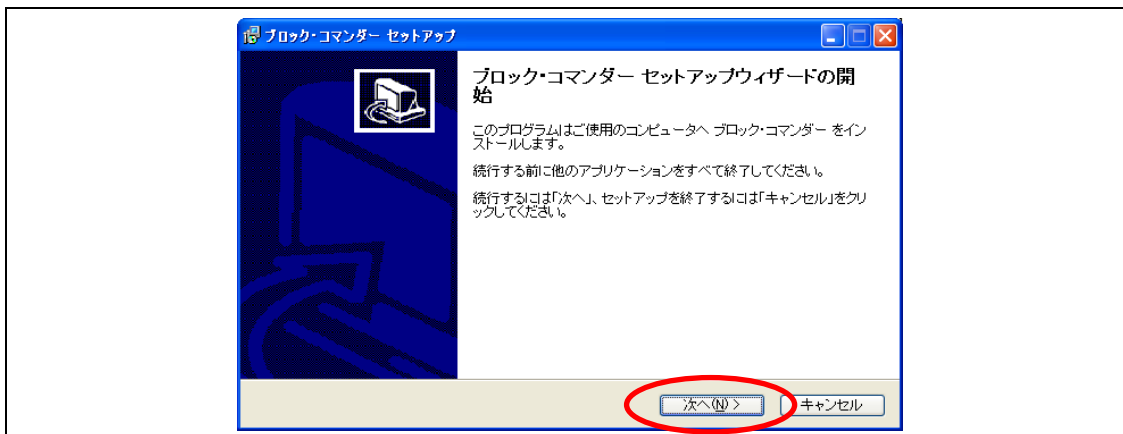 ブロック・コマンダー セットアップ
ブロック・コマンダー セットアップウィザードの開
始
このプログラムはご使用のコンピュータへ ブロック・コマンダー をイン
ストールします。
続行する前に他のアプリケーションをすべて終了してください。
続行するには「次へ」、セットアップを終了するには「キャンセル」をクリ
ックしてください。
次へ(N) >
キャンセル